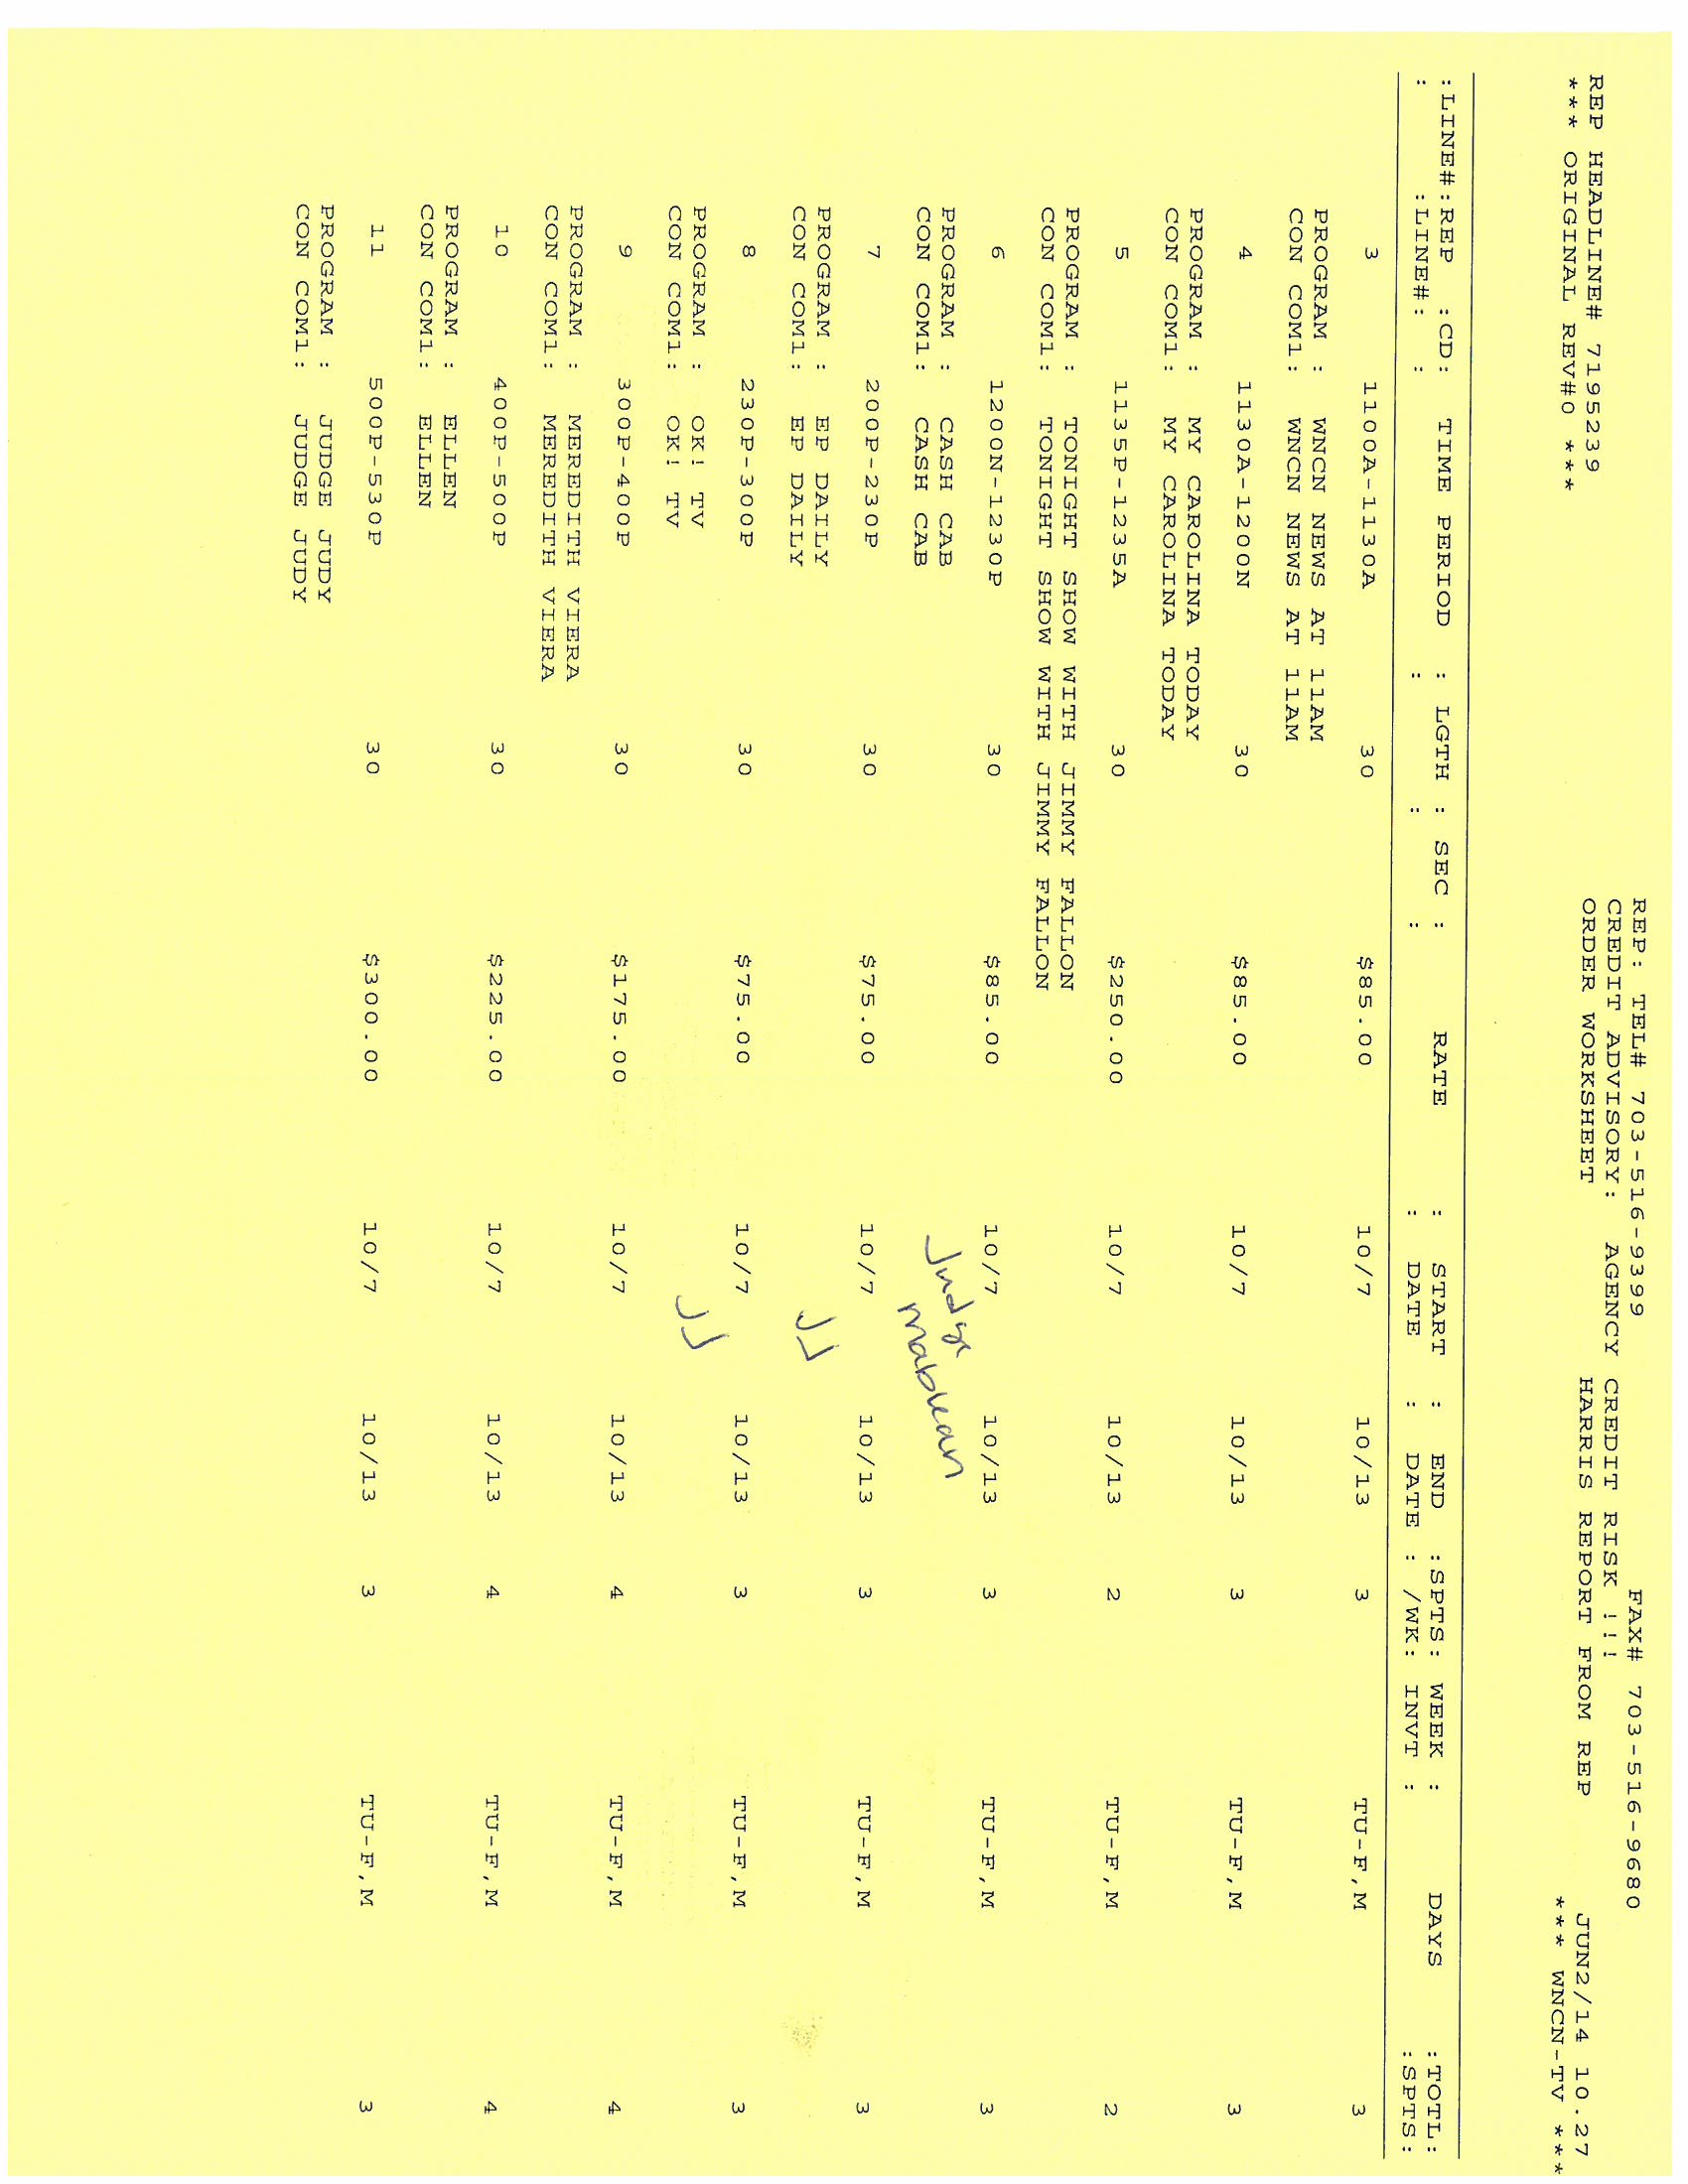 REP: TEL# 703-516-9399 FAX# 703-516-9680
CREDIT ADVISORY: AGENCY CREDIT RISK !!!
REP HEADLINE# 7195239 ORDER WORKSHEET HARRIS REPORT FROM REP JUN2/14 10.27
*** ORIGINAL REV#0 *** *** WNCN-TV ***
:LINE#:REP :CD: TIME PERIOD : LGTH : SEC : RATE : START : END :SPTS: WEEK : DAYS :TOTL:
: :LINE#: : : : : DATE : DATE : /WK: INVT : :SPTS:
3 1100A-1130A 30 $85.00 10/7 10/13 3 TU-F,M 3
PROGRAM : WNCN NEWS AT 11AM
CON COM1: WNCN NEWS AT 11AM
4 1130A-1200N 30 $85.00 10/7 10/13 3 TU-F,M 3
PROGRAM : MY CAROLINA TODAY
CON COM1: MY CAROLINA TODAY
5 1135P-1235A 30 $250.00 10/7 10/13 2 TU-F,M 2
PROGRAM : TONIGHT SHOW WITH JIMMY FALLON
CON COM1: TONIGHT SHOW WITH JIMMY FALLON
6 1200N-1230P 30 $85.00 10/7 10/13 3 TU-F,M 3
PROGRAM : CASH CAB Judge
CON COM1: CASH CAB Mablean
7 200P-230P 30 $75.00 10/7 10/13 3 TU-F,M 3
PROGRAM : EP DAILY JJ
CON COM1: EP DAILY
8 230P-300P 30 $75.00 10/7 10/13 3 TU-F,M 3
PROGRAM : OK! TV JJ
CON COM1: OK! TV
9 300P-400P 30 $175.00 10/7 10/13 4 TU-F,M 4
PROGRAM : MEREDITH VIERA
CON COM1: MEREDITH VIERA
10 400P-500P 30 $225.00 10/7 10/13 4 TU-F,M 4
PROGRAM : ELLEN
CON COM1: ELLEN
11 500P-530P 30 $300.00 10/7 10/13 3 TU-F,M 3
PROGRAM : JUDGE JUDY
CON COM1: JUDGE JUDY